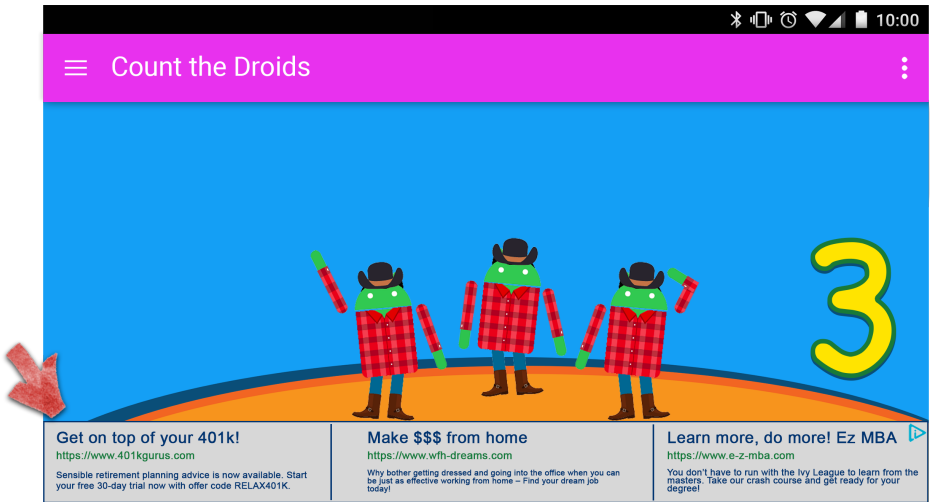 10:00
Count the Droids
3
Get on top of your 401k!
https://www.401kgurus.com
Sensible retirement planning advice is now available. Start
your free 30-day trial now with offer code RELAX401K.
Make $$$ from home
https://www.wfh-dreams.com
Why bother getting dressed and going into the office when you can
be just as effective working from home – Find your dream job
today!
Learn more, do more! Ez MBA
https://www.e-z-mba.com
You don't have to run with the Ivy League to learn from the
masters. Take our crash course and get ready for your
degree!